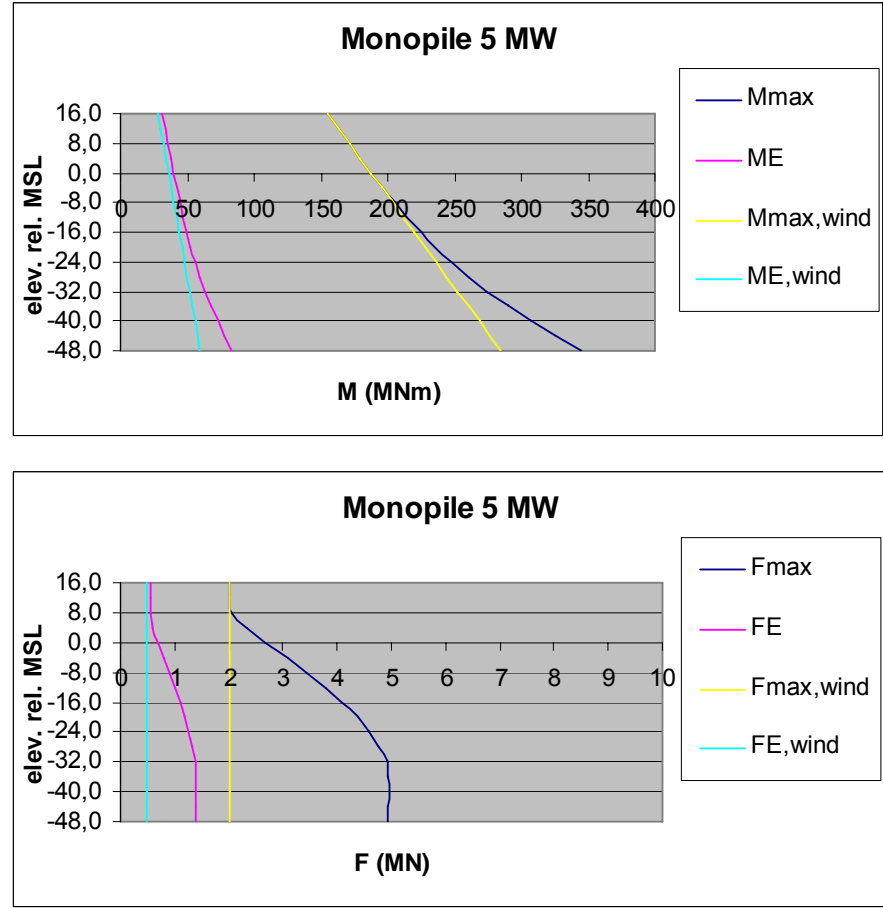 Monopile 5 MW
16,0
8,0
0,0
-8,0
-16,0
-24,0
-32,0
-40,0
-48,0
elev. rel. MSL
0 50 100 150 200 250 300 350 400
M (MNm)
Mmax
ME
Mmax,wind
ME,wind
Monopile 5 MW
16,0
8,0
0,0
-8,0
-16,0
-24,0
-32,0
-40,0
-48,0
elev. rel. MSL
0 1 2 3 4 5 6 7 8 9 10
F (MN)
Fmax
FE
Fmax,wind
FE,wind